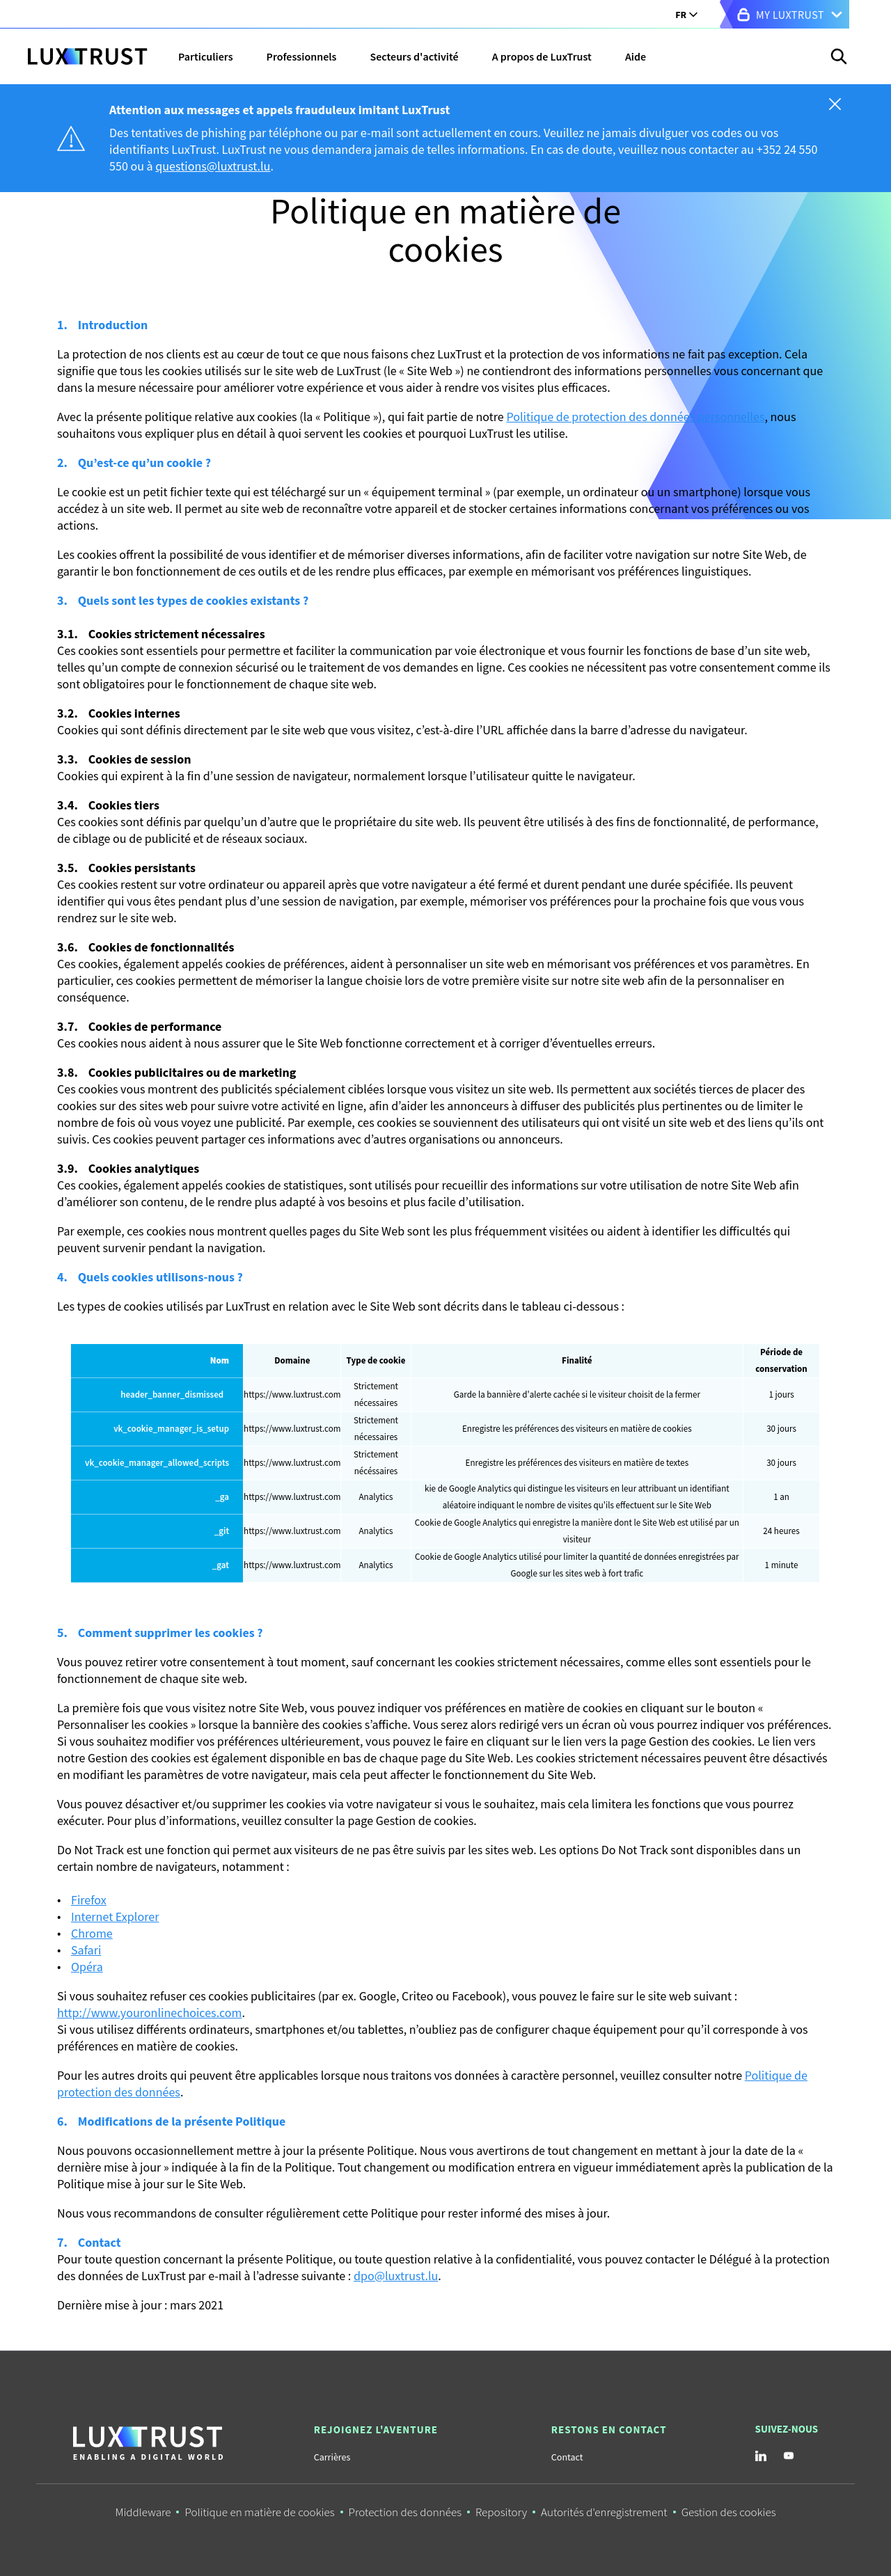 FR
MY LUXTRUST
LUXTRUST
Particuliers
Professionnels
Secteurs d'activité
A propos de LuxTrust
Aide
Attention aux messages et appels frauduleux imitant LuxTrust
Des tentatives de phishing par téléphone ou par e-mail sont actuellement en cours. Veuillez ne jamais divulguer vos codes ou vos
identifiants LuxTrust. LuxTrust ne vous demandera jamais de telles informations. En cas de doute, veuillez nous contacter au +352 24 550
550 ou à questions@luxtrust.lu.
Politique en matière de
cookies
1. Introduction
La protection de nos clients est au cœur de tout ce que nous faisons chez LuxTrust et la protection de vos informations ne fait pas exception. Cela
signifie que tous les cookies utilisés sur le site web de LuxTrust (le « Site Web ») ne contiendront des informations personnelles vous concernant que
dans la mesure nécessaire pour améliorer votre expérience et vous aider à rendre vos visites plus efficaces.
Avec la présente politique relative aux cookies (la « Politique »), qui fait partie de notre Politique de protection des données personnelles, nous
souhaitons vous expliquer plus en détail à quoi servent les cookies et pourquoi LuxTrust les utilise.
2. Qu’est-ce qu’un cookie ?
Le cookie est un petit fichier texte qui est téléchargé sur un « équipement terminal » (par exemple, un ordinateur ou un smartphone) lorsque vous
accédez à un site web. Il permet au site web de reconnaître votre appareil et de stocker certaines informations concernant vos préférences ou vos
actions.
Les cookies offrent la possibilité de vous identifier et de mémoriser diverses informations, afin de faciliter votre navigation sur notre Site Web, de
garantir le bon fonctionnement de ces outils et de les rendre plus efficaces, par exemple en mémorisant vos préférences linguistiques.
3. Quels sont les types de cookies existants ?
3.1. Cookies strictement nécessaires
Ces cookies sont essentiels pour permettre et faciliter la communication par voie électronique et vous fournir les fonctions de base d’un site web,
telles qu’un compte de connexion sécurisé ou le traitement de vos demandes en ligne. Ces cookies ne nécessitent pas votre consentement comme ils
sont obligatoires pour le fonctionnement de chaque site web.
3.2. Cookies internes
Cookies qui sont définis directement par le site web que vous visitez, c’est-à-dire l’URL affichée dans la barre d’adresse du navigateur.
3.3. Cookies de session
Cookies qui expirent à la fin d’une session de navigateur, normalement lorsque l’utilisateur quitte le navigateur.
3.4. Cookies tiers
Ces cookies sont définis par quelqu’un d’autre que le propriétaire du site web. Ils peuvent être utilisés à des fins de fonctionnalité, de performance,
de ciblage ou de publicité et de réseaux sociaux.
3.5. Cookies persistants
Ces cookies restent sur votre ordinateur ou appareil après que votre navigateur a été fermé et durent pendant une durée spécifiée. Ils peuvent
identifier qui vous êtes pendant plus d’une session de navigation, par exemple, mémoriser vos préférences pour la prochaine fois que vous vous
rendrez sur le site web.
3.6. Cookies de fonctionnalités
Ces cookies, également appelés cookies de préférences, aident à personnaliser un site web en mémorisant vos préférences et vos paramètres. En
particulier, ces cookies permettent de mémoriser la langue choisie lors de votre première visite sur notre site web afin de la personnaliser en
conséquence.
3.7. Cookies de performance
Ces cookies nous aident à nous assurer que le Site Web fonctionne correctement et à corriger d’éventuelles erreurs.
3.8. Cookies publicitaires ou de marketing
Ces cookies vous montrent des publicités spécialement ciblées lorsque vous visitez un site web. Ils permettent aux sociétés tierces de placer des
cookies sur des sites web pour suivre votre activité en ligne, afin d’aider les annonceurs à diffuser des publicités plus pertinentes ou de limiter le
nombre de fois où vous voyez une publicité. Par exemple, ces cookies se souviennent des utilisateurs qui ont visité un site web et des liens qu’ils ont
suivis. Ces cookies peuvent partager ces informations avec d’autres organisations ou annonceurs.
3.9. Cookies analytiques
Ces cookies, également appelés cookies de statistiques, sont utilisés pour recueillir des informations sur votre utilisation de notre Site Web afin
d’améliorer son contenu, de le rendre plus adapté à vos besoins et plus facile d’utilisation.
Par exemple, ces cookies nous montrent quelles pages du Site Web sont les plus fréquemment visitées ou aident à identifier les difficultés qui
peuvent survenir pendant la navigation.
4. Quels cookies utilisons-nous ?
Les types de cookies utilisés par LuxTrust en relation avec le Site Web sont décrits dans le tableau ci-dessous :
Nom Domaine Type de cookie Finalité Période de
conservation
header_banner_dismissed https://www.luxtrust.com Strictement
nécessaires Garde la bannière d'alerte cachée si le visiteur choisit de la fermer 1 jours
vk_cookie_manager_is_setup https://www.luxtrust.com Strictement
nécessaires Enregistre les préférences des visiteurs en matière de cookies 30 jours
vk_cookie_manager_allowed_scripts https://www.luxtrust.com Strictement
nécéssaires Enregistre les préférences des visiteurs en matière de textes 30 jours
_ga https://www.luxtrust.com Analytics kie de Google Analytics qui distingue les visiteurs en leur attribuant un identifiant
aléatoire indiquant le nombre de visites qu'ils effectuent sur le Site Web 1 an
_git https://www.luxtrust.com Analytics Cookie de Google Analytics qui enregistre la manière dont le Site Web est utilisé par un
visiteur 24 heures
_gat https://www.luxtrust.com Analytics Cookie de Google Analytics utilisé pour limiter la quantité de données enregistrées par
Google sur les sites web à fort trafic 1 minute
5. Comment supprimer les cookies ?
Vous pouvez retirer votre consentement à tout moment, sauf concernant les cookies strictement nécessaires, comme elles sont essentiels pour le
fonctionnement de chaque site web.
La première fois que vous visitez notre Site Web, vous pouvez indiquer vos préférences en matière de cookies en cliquant sur le bouton «
Personnaliser les cookies » lorsque la bannière des cookies s’affiche. Vous serez alors redirigé vers un écran où vous pourrez indiquer vos préférences.
Si vous souhaitez modifier vos préférences ultérieurement, vous pouvez le faire en cliquant sur le lien vers la page Gestion des cookies. Le lien vers
notre Gestion des cookies est également disponible en bas de chaque page du Site Web. Les cookies strictement nécessaires peuvent être désactivés
en modifiant les paramètres de votre navigateur, mais cela peut affecter le fonctionnement du Site Web.
Vous pouvez désactiver et/ou supprimer les cookies via votre navigateur si vous le souhaitez, mais cela limitera les fonctions que vous pourrez
exécuter. Pour plus d’informations, veuillez consulter la page Gestion de cookies.
Do Not Track est une fonction qui permet aux visiteurs de ne pas être suivis par les sites web. Les options Do Not Track sont disponibles dans un
certain nombre de navigateurs, notamment :
• Firefox
• Internet Explorer
• Chrome
• Safari
• Opéra
Si vous souhaitez refuser ces cookies publicitaires (par ex. Google, Criteo ou Facebook), vous pouvez le faire sur le site web suivant :
http://www.youronlinechoices.com.
Si vous utilisez différents ordinateurs, smartphones et/ou tablettes, n’oubliez pas de configurer chaque équipement pour qu’il corresponde à vos
préférences en matière de cookies.
Pour les autres droits qui peuvent être applicables lorsque nous traitons vos données à caractère personnel, veuillez consulter notre Politique de
protection des données.
6. Modifications de la présente Politique
Nous pouvons occasionnellement mettre à jour la présente Politique. Nous vous avertirons de tout changement en mettant à jour la date de la «
dernière mise à jour » indiquée à la fin de la Politique. Tout changement ou modification entrera en vigueur immédiatement après la publication de la
Politique mise à jour sur le Site Web.
Nous vous recommandons de consulter régulièrement cette Politique pour rester informé des mises à jour.
7. Contact
Pour toute question concernant la présente Politique, ou toute question relative à la confidentialité, vous pouvez contacter le Délégué à la protection
des données de LuxTrust par e-mail à l’adresse suivante : dpo@luxtrust.lu.
Dernière mise à jour : mars 2021
LUXTRUST
ENABLING A DIGITAL WORLD
REJOIGNEZ L'AVENTURE
Carrières
RESTONS EN CONTACT
Contact
SUIVEZ-NOUS
Middleware • Politique en matière de cookies • Protection des données • Repository • Autorités d'enregistrement • Gestion des cookies